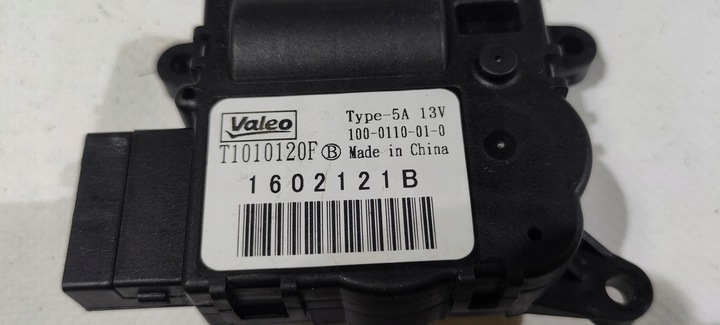 Valeo
Type-5A 13V
100-0110-01-0
T1010120F Ⓑ Made in China
1602121B